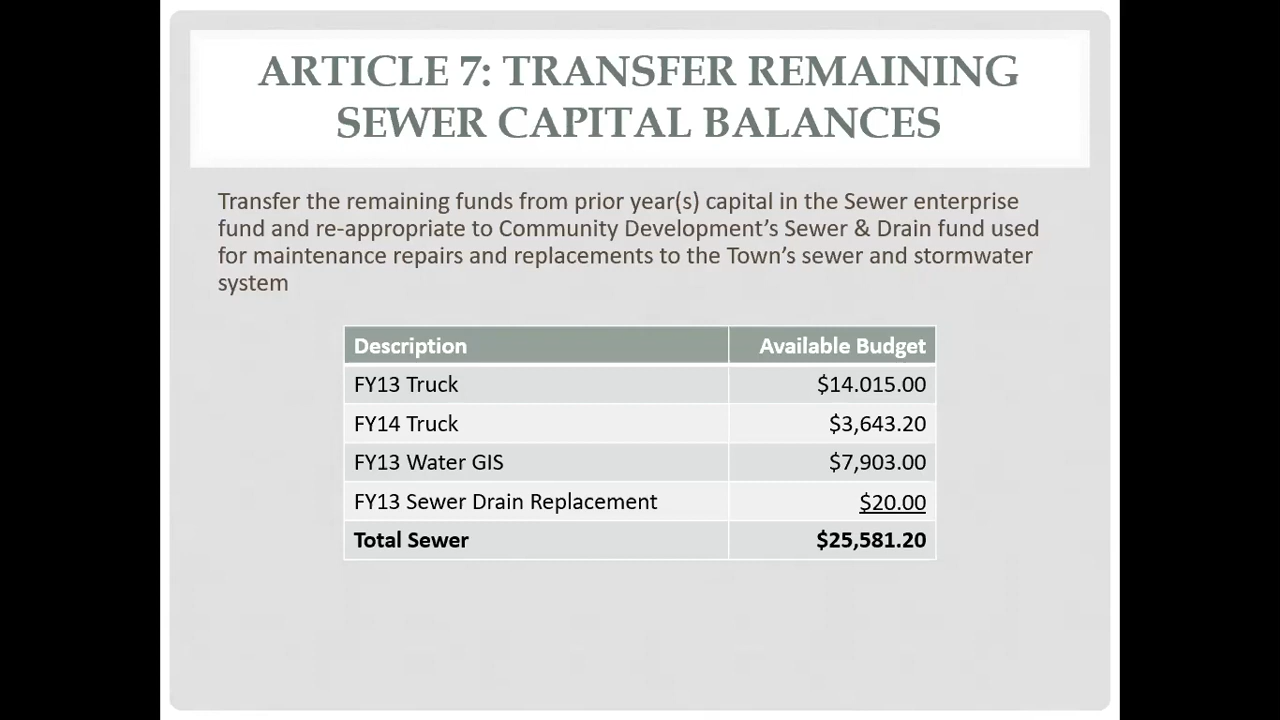 ARTICLE 7: TRANSFER REMAINING
SEWER CAPITAL BALANCES
Transfer the remaining funds from prior year(s) capital in the Sewer enterprise
fund and re-appropriate to Community Development’s Sewer & Drain fund used
for maintenance repairs and replacements to the Town’s sewer and stormwater
system
Description Available Budget
FY13 Truck $14.015.00
FY14 Truck $3,643.20
FY13 Water GIS $7,903.00
FY13 Sewer Drain Replacement $20.00
Total Sewer $25,581.20